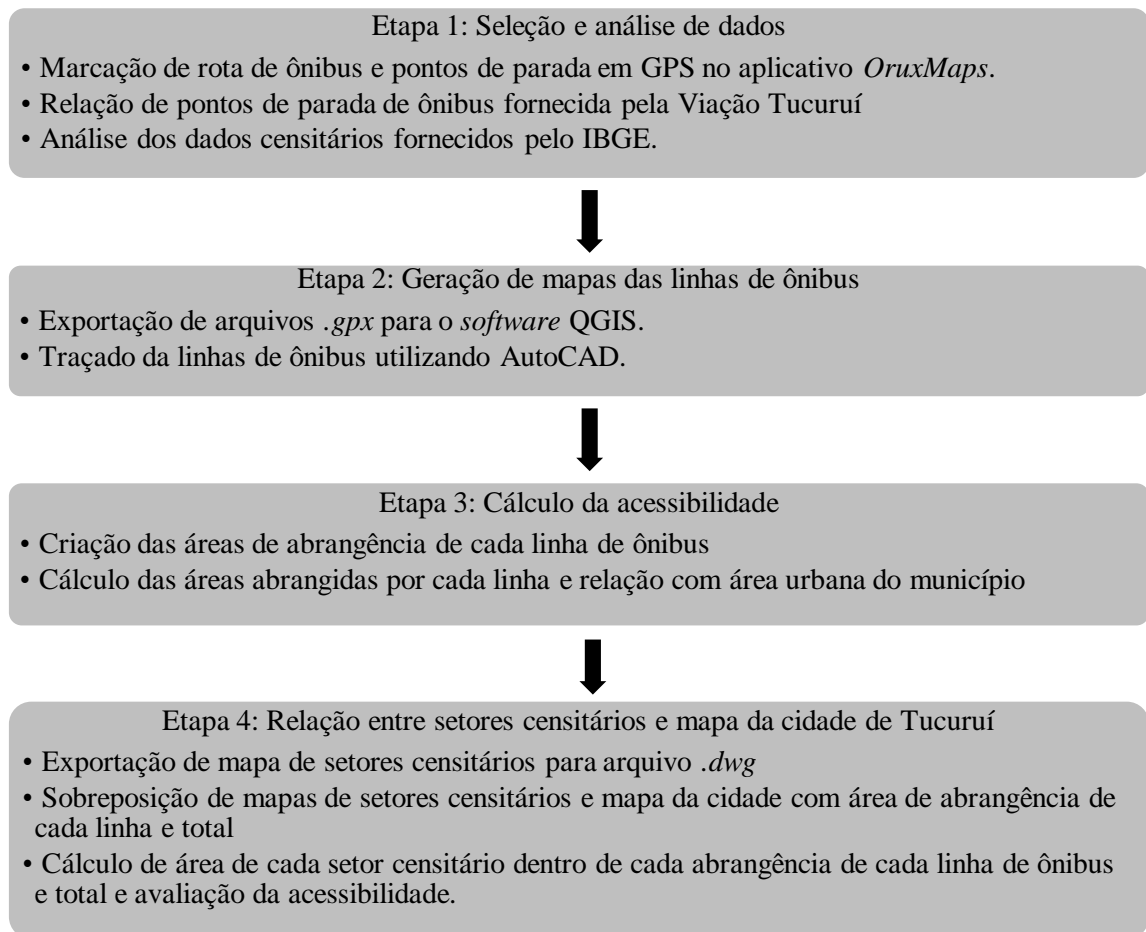 Etapa 1: Seleção e análise de dados
• Marcação de rota de ônibus e pontos de parada em GPS no aplicativo OruxMaps.
• Relação de pontos de parada de ônibus fornecida pela Viação Tucuruí
• Análise dos dados censitários fornecidos pelo IBGE.
Etapa 2: Geração de mapas das linhas de ônibus
• Exportação de arquivos .gpx para o software QGIS.
• Traçado da linhas de ônibus utilizando AutoCAD.
Etapa 3: Cálculo da acessibilidade
• Criação das áreas de abrangência de cada linha de ônibus
• Cálculo das áreas abrangidas por cada linha e relação com área urbana do município
Etapa 4: Relação entre setores censitários e mapa da cidade de Tucuruí
• Exportação de mapa de setores censitários para arquivo .dwg
• Sobreposição de mapas de setores censitários e mapa da cidade com área de abrangência de
cada linha e total
• Cálculo de área de cada setor censitário dentro de cada abrangência de cada linha de ônibus
e total e avaliação da acessibilidade.